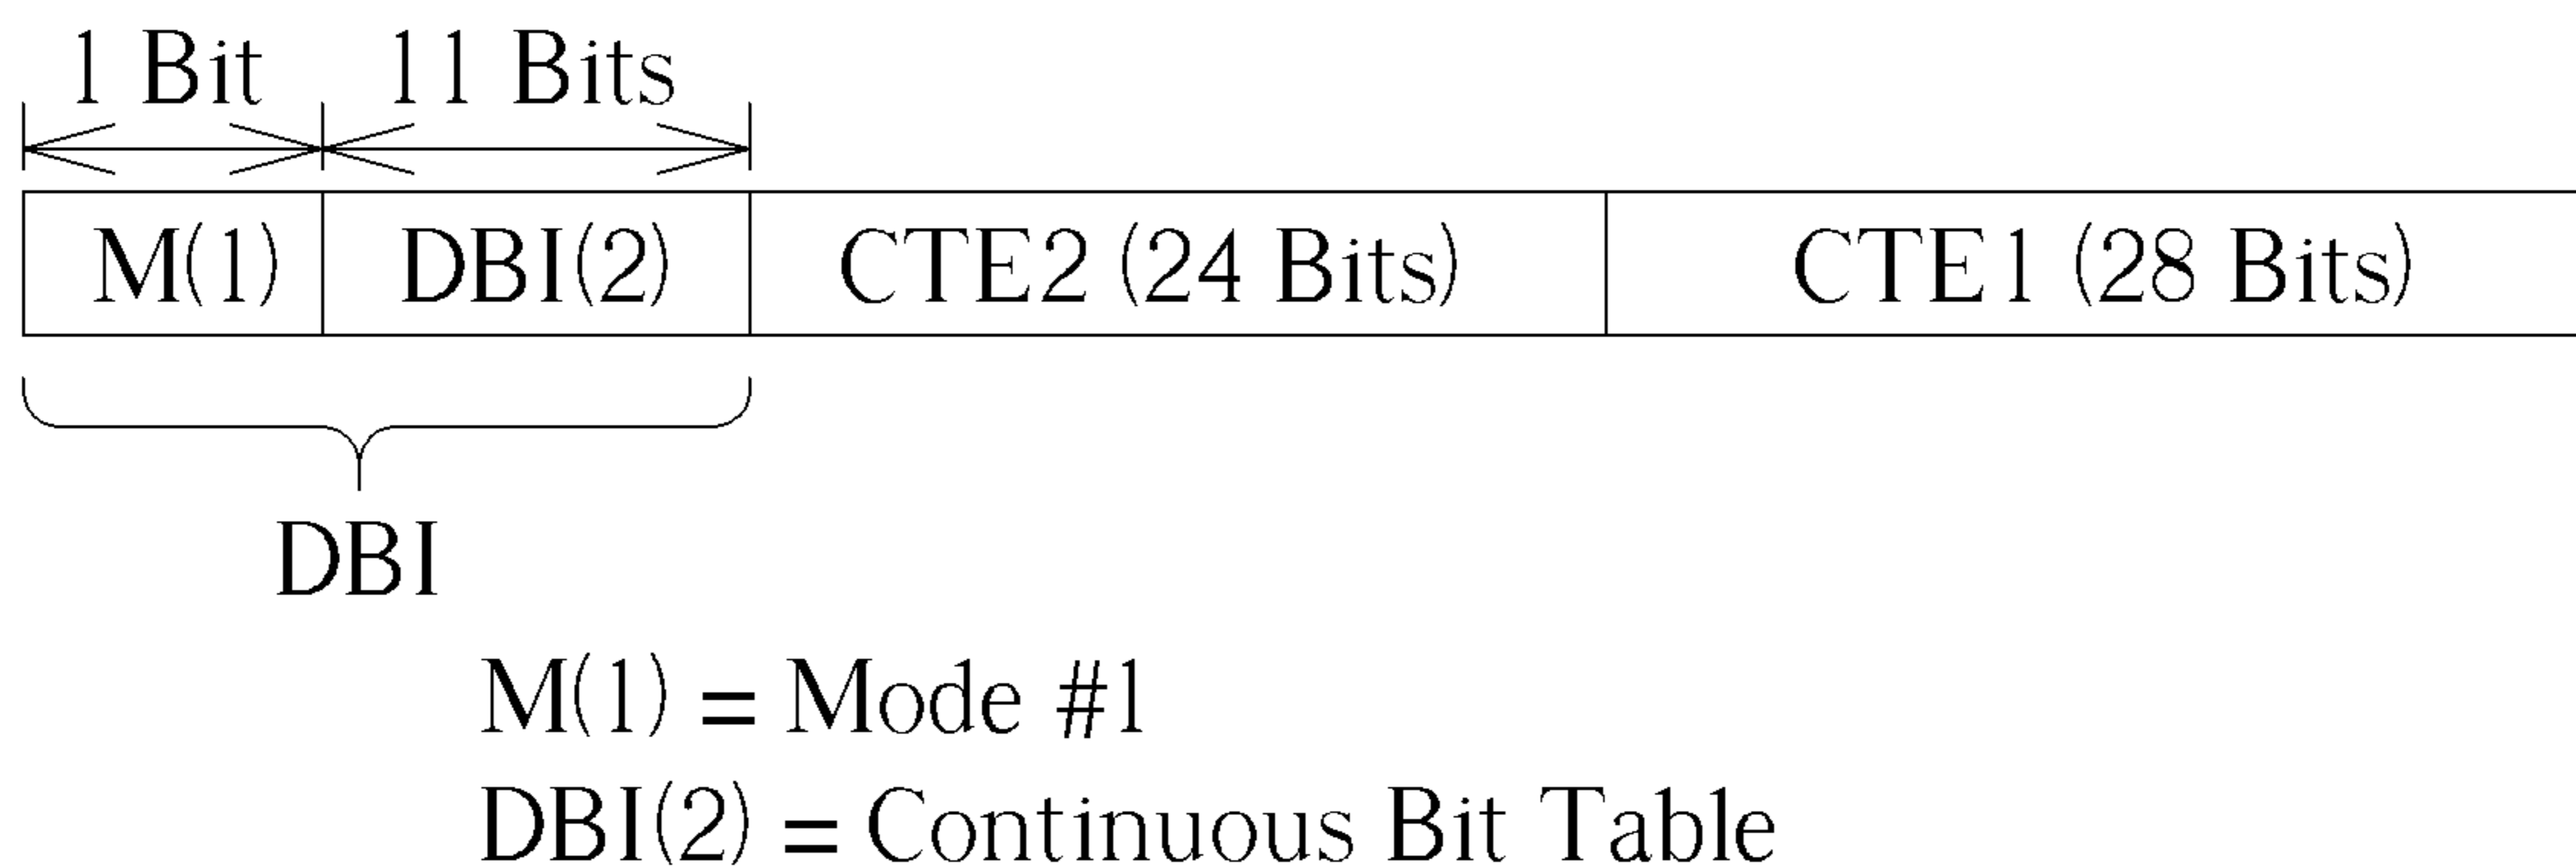 1 Bit 11 Bits
M(1) DBI(2) CTE2 (24 Bits) CTE1 (28 Bits)
DBI
M(1) = Mode #1
DBI(2) = Continuous Bit Table